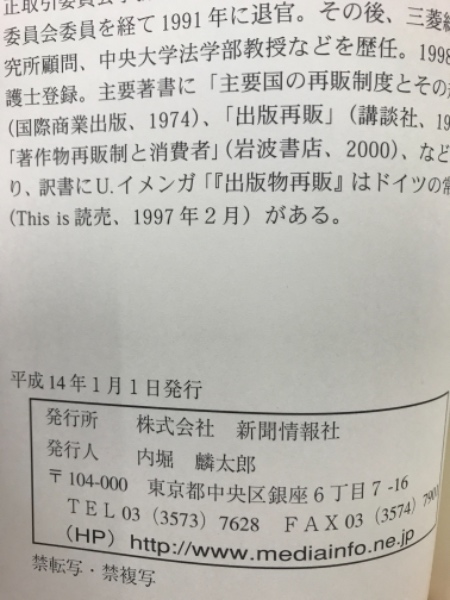 正取引委員会
委員会委員を経て1991年に退官。その後、三菱
究所顧問、中央大学法学部教授などを歴任。1998
護士登録。主要著書に「主要国の再販制度とその
(国際商業出版、1974)、「出版再販」(講談社、19
「著作物再販制と消費者」(岩波書店、2000)、など
り、訳書にU.イメンガ「『出版物再販』はドイツの常
(This is 読売、1997年2月) がある。
平成14年1月1日発行
発行所 株式会社 新聞情報社
発行人 内堀 麟太郎
〒104-000 東京都中央区銀座6丁目7-16
TEL 03 (3573) 7628 FAX 03 (3574)
(HP) http://www.mediainfo.ne.jp
禁転写・禁複写